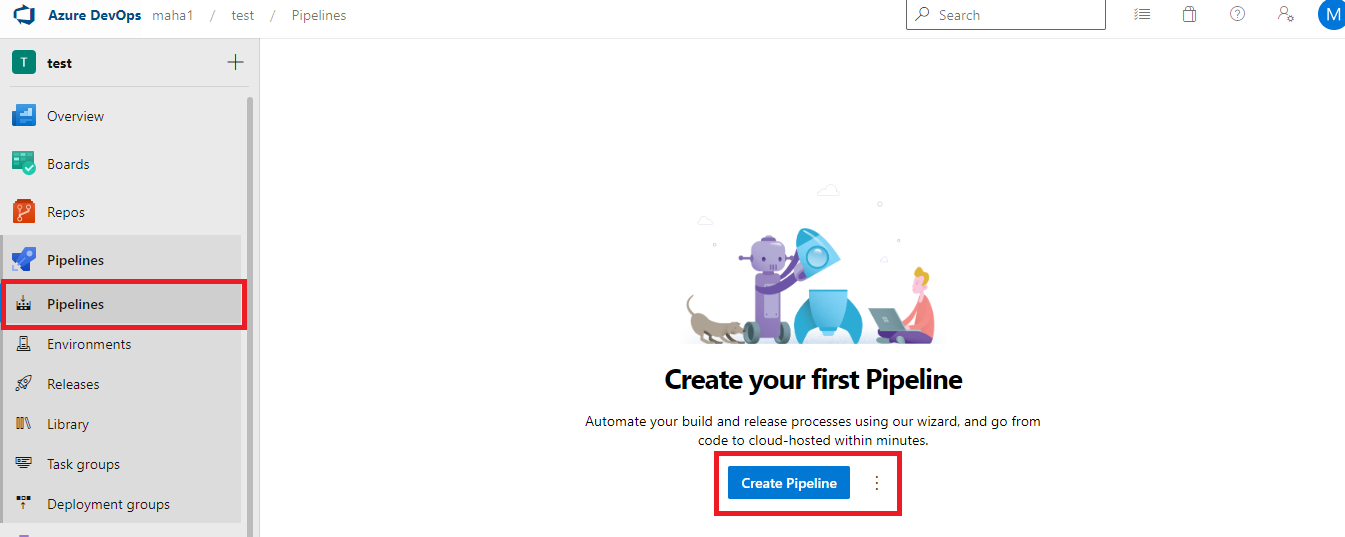 Azure DevOps maha1 / test / Pipelines Search M
T test +
Overview
Boards
Repos
Pipelines
Pipelines
Environments
Releases
Library
Task groups
Deployment groups
Create your first Pipeline
Automate your build and release processes using our wizard, and go from
code to cloud-hosted within minutes.
Create Pipeline